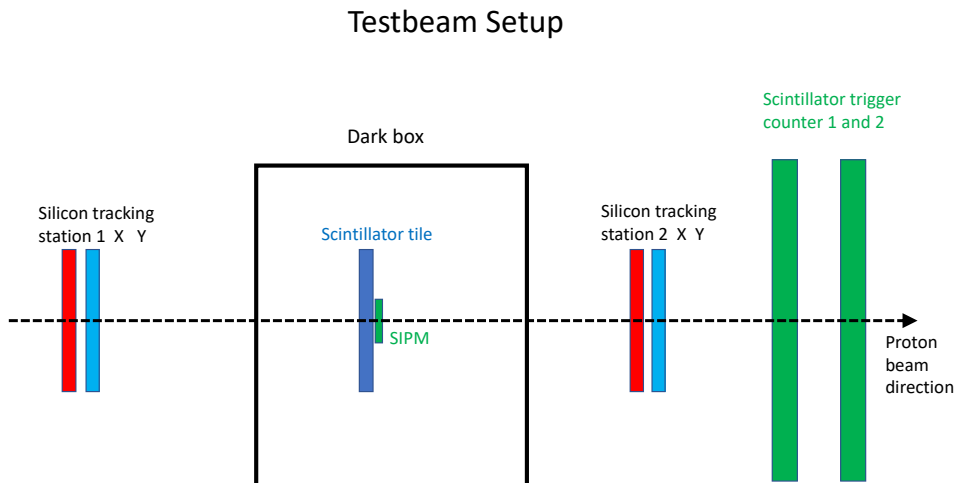 Testbeam Setup
Scintillator trigger
counter 1 and 2
Dark box
Silicon tracking
station 1 X Y
Scintillator tile
Silicon tracking
station 2 X Y
SIPM
Proton
beam
direction